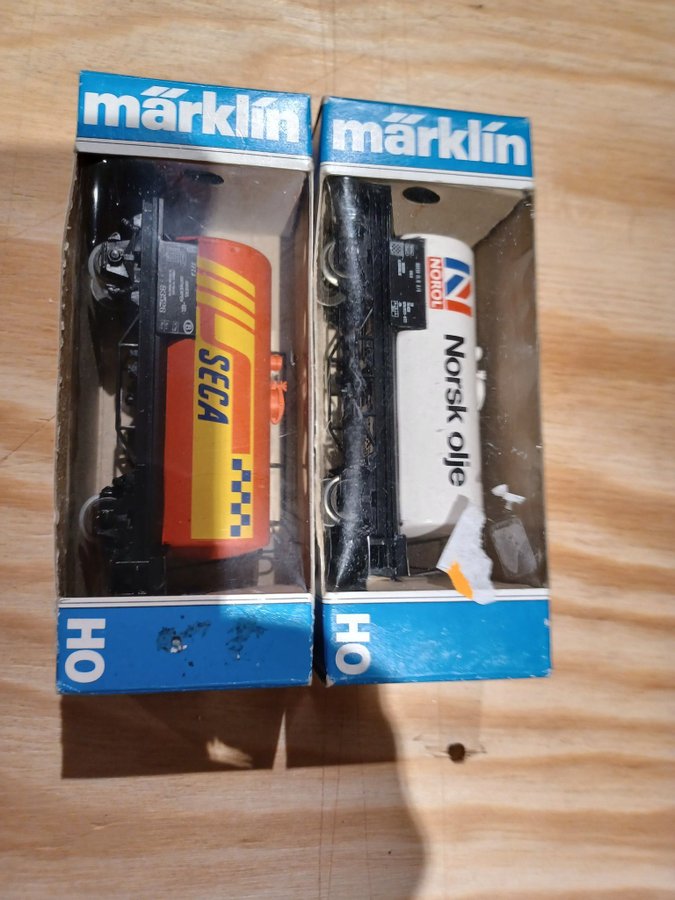 märklin
SECA
HO
märklin
NOROL
Norsk olje
HO